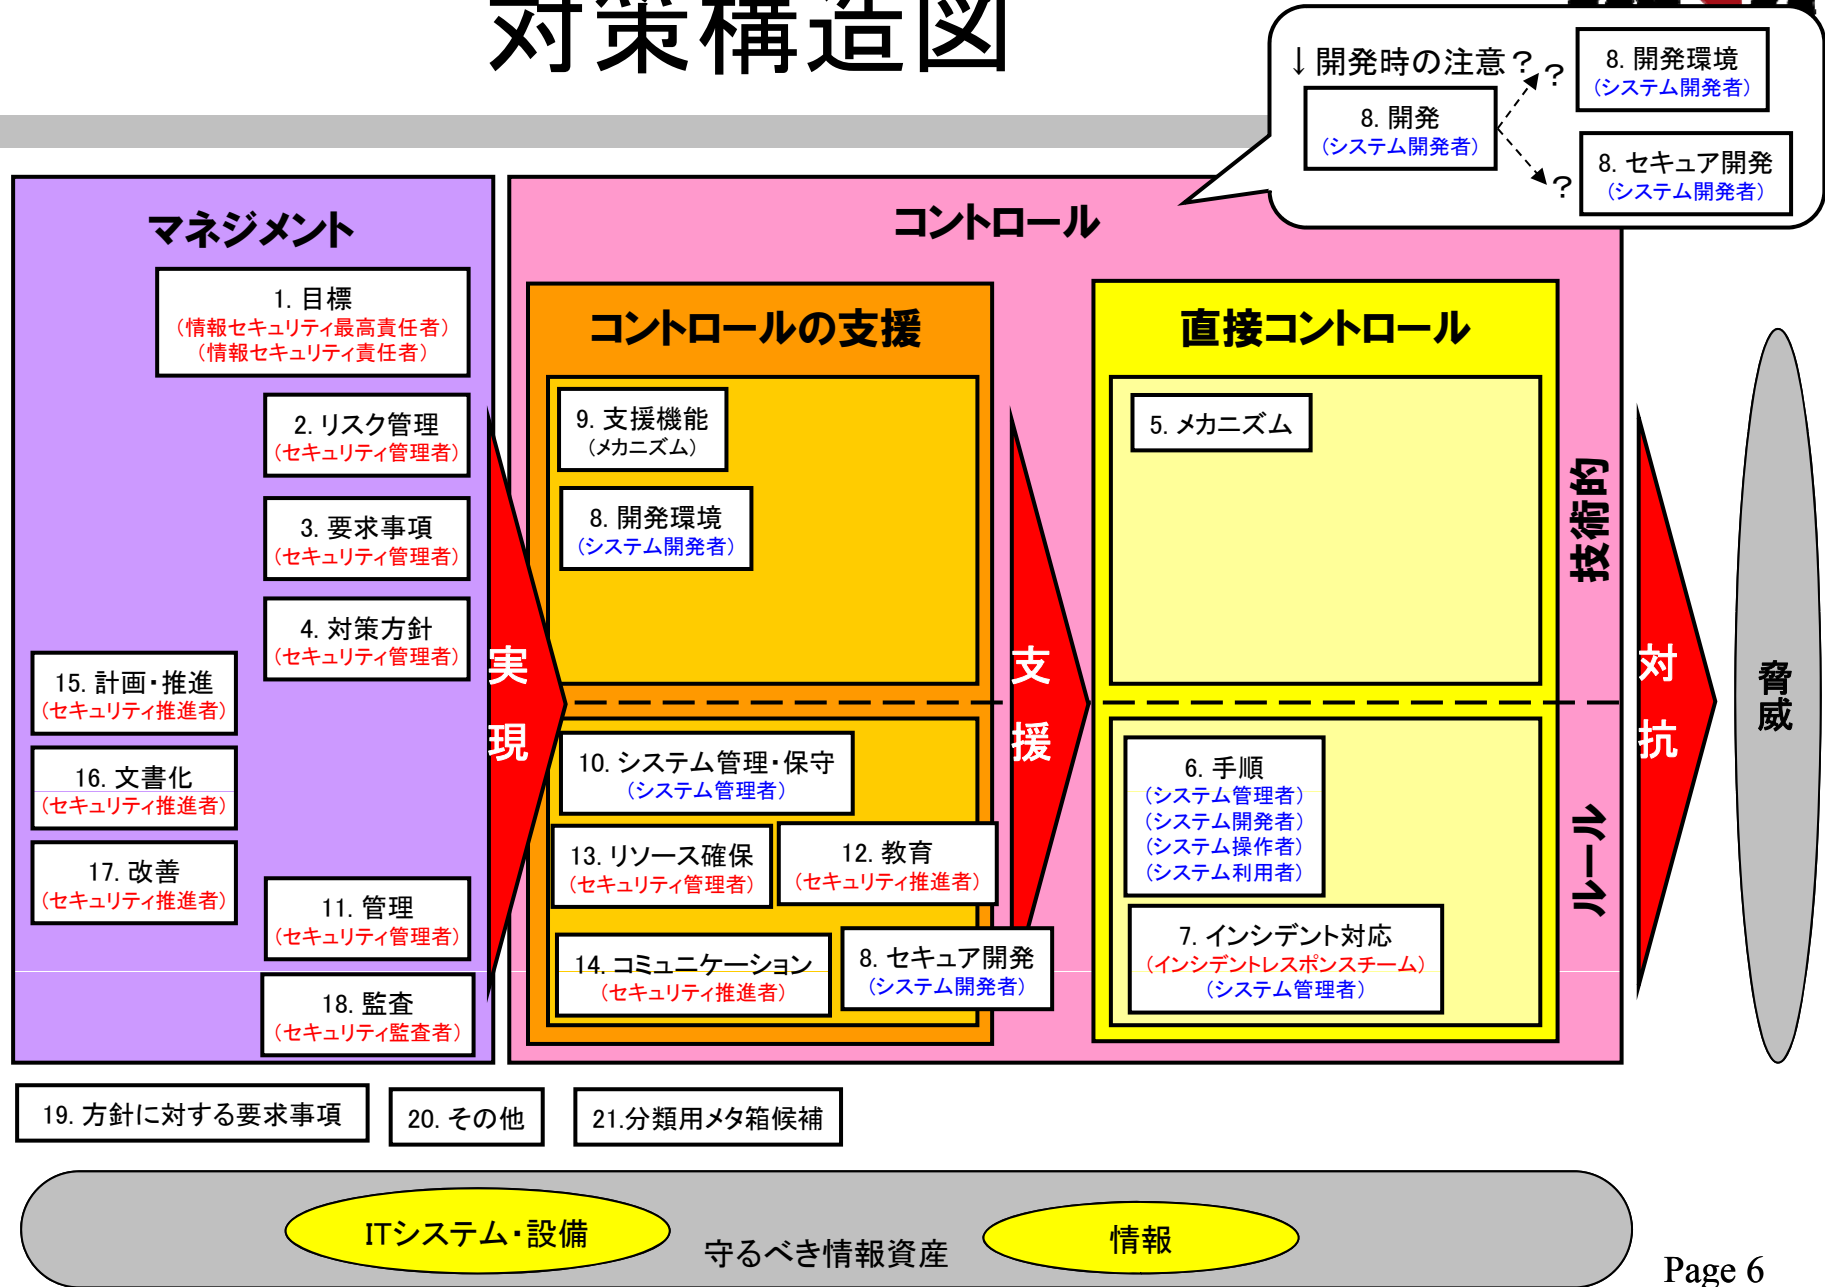 対策構造図
↓開発時の注意?
?
8. 開発環境
(システム開発者)
8. 開発
(システム開発者)
?
8. セキュア開発
(システム開発者)
マネジメント
1. 目標
(情報セキュリティ最高責任者)
(情報セキュリティ責任者)
2. リスク管理
(セキュリティ管理者)
3. 要求事項
(セキュリティ管理者)
4. 対策方針
(セキュリティ管理者)
15. 計画・推進
(セキュリティ推進者)
16. 文書化
(セキュリティ推進者)
17. 改善
(セキュリティ推進者)
11. 管理
(セキュリティ管理者)
18. 監査
(セキュリティ監査者)
実
現
コントロール
コントロールの支援
9. 支援機能
(メカニズム)
8. 開発環境
(システム開発者)
10. システム管理・保守
(システム管理者)
13. リソース確保
(セキュリティ管理者)
12. 教育
(セキュリティ推進者)
14. コミュニケーション
(セキュリティ推進者)
8. セキュア開発
(システム開発者)
支
援
直接コントロール
5. メカニズム
6. 手順
(システム管理者)
(システム開発者)
(システム操作者)
(システム利用者)
7. インシデント対応
(インシデントレスポンスチーム)
(システム管理者)
技術的
ルール
対
抗
脅威
19. 方針に対する要求事項
20. その他
21.分類用メタ箱候補
ITシステム・設備
守るべき情報資産
情報
Page 6